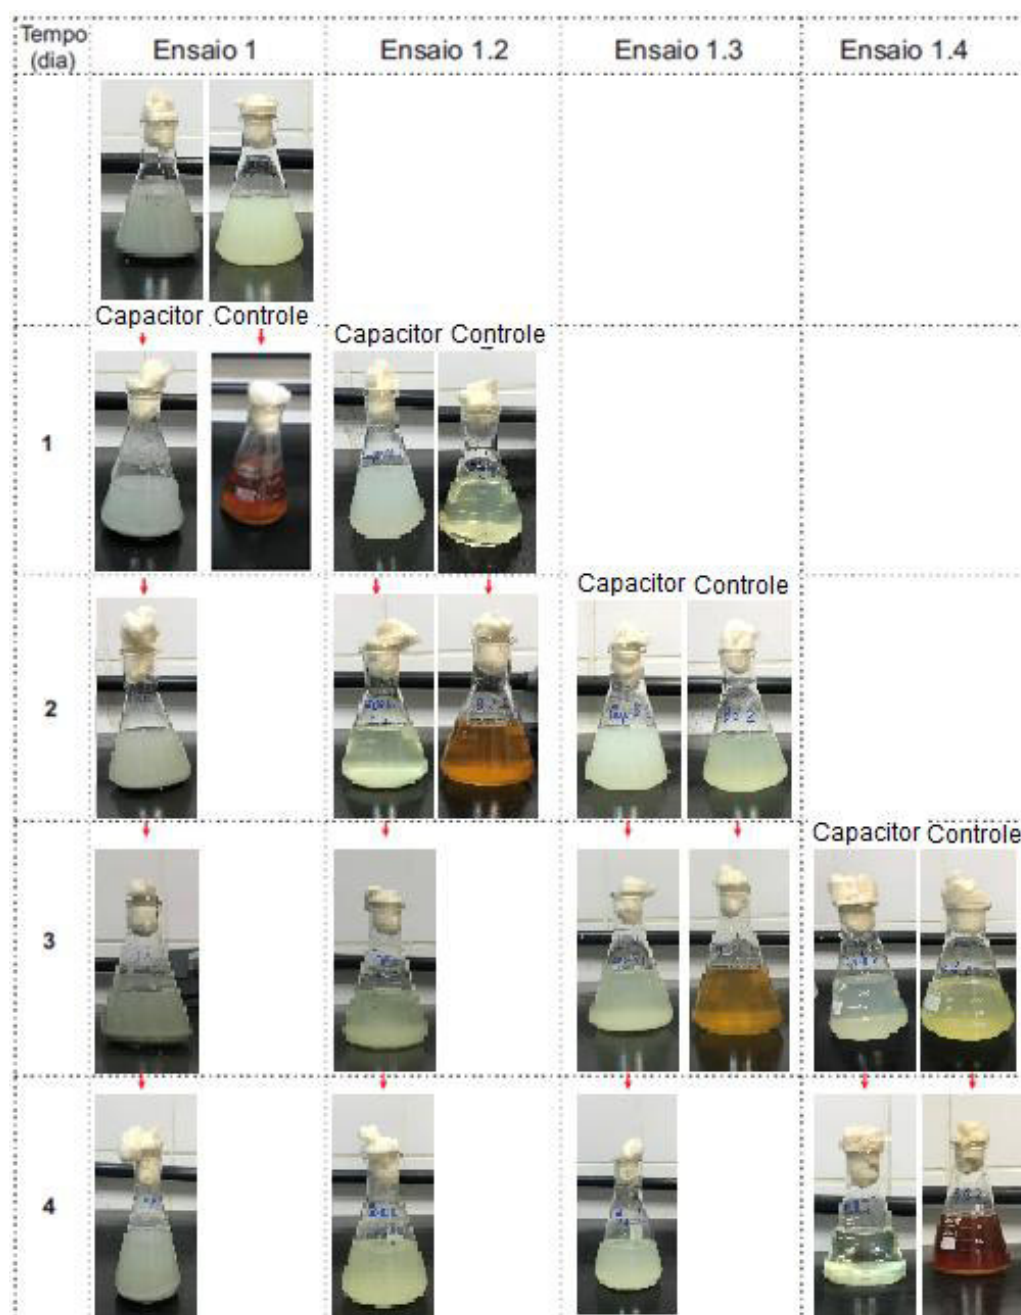 Tempo
(dia)
Ensaio 1
Ensaio 1.2
Ensaio 1.3
Ensaio 1.4
Capacitor Controle
Capacitor Controle
1
Capacitor Controle
2
Capacitor Controle
3
4